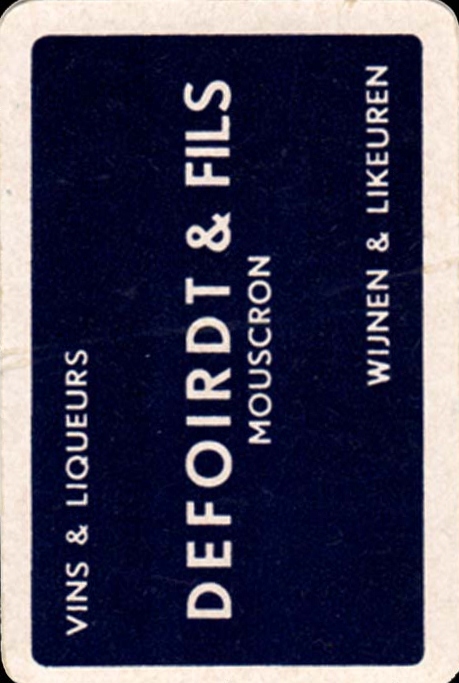 VINS & LIQUEURS
DEFOIRDT & FILS
MOUSCRON
WIJNEN & LIKEUREN